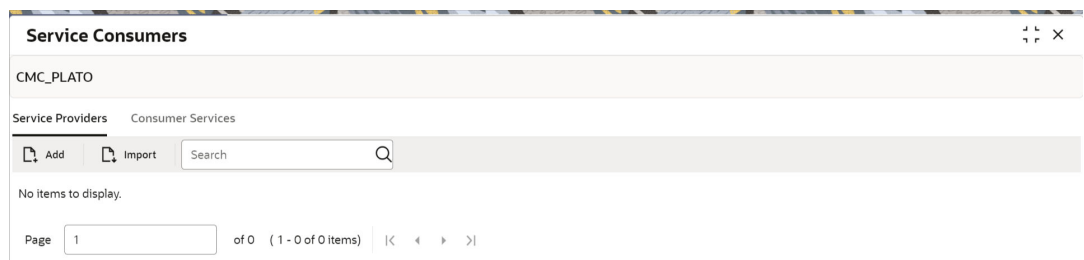 Service Consumers
CMC_PLATO
Service Providers Consumer Services
Add Import Search
No items to display.
Page 1 of 0 ( 1 - 0 of 0 items)